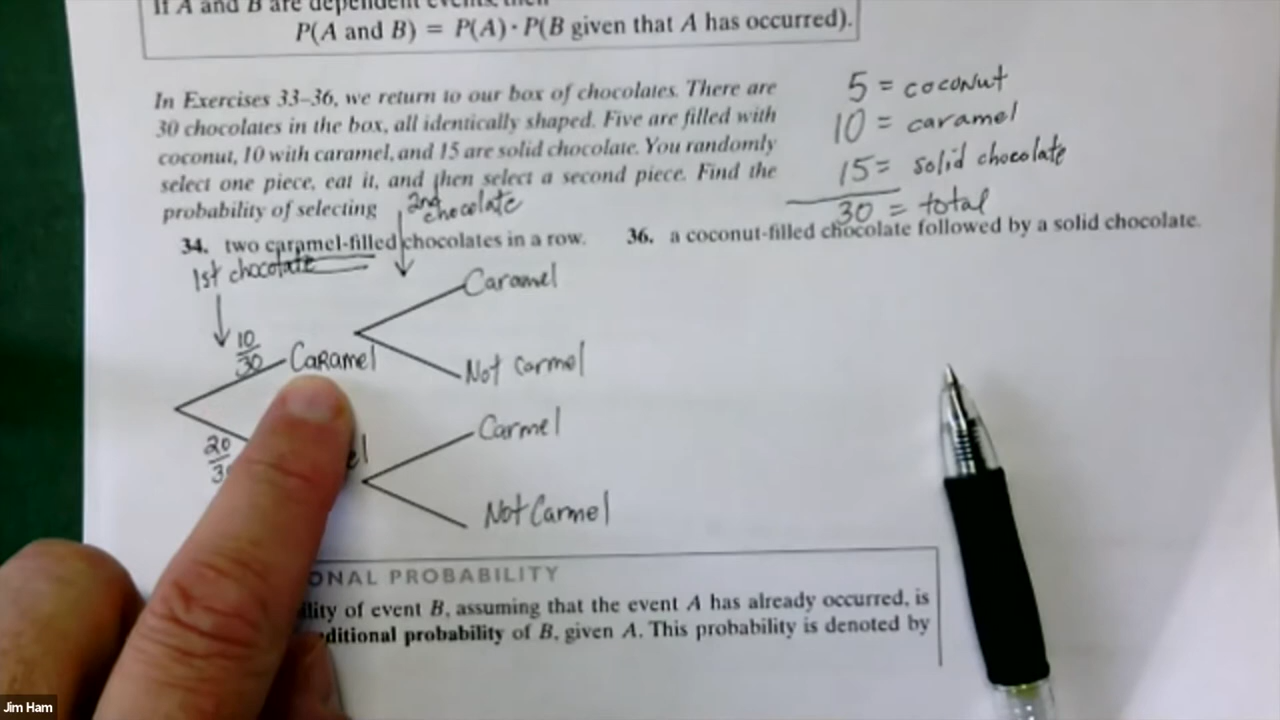 If A and B are dependent events, then
P(A and B) = P(A) · P(B given that A has occurred).
In Exercises 33–36, we return to our box of chocolates. There are
30 chocolates in the box, all identically shaped. Five are filled with
coconut, 10 with caramel, and 15 are solid chocolate. You randomly
select one piece, eat it, and then select a second piece. Find the
probability of selecting
5 = coconut
10 = caramel
15 = solid chocolate
30 = total
2nd
chocolate
34. two caramel-filled chocolates in a row.
36. a coconut-filled chocolate followed by a solid chocolate.
1st chocolate
10
30
Caramel
20
Caramel
Not Carmel
Carmel
Not Carmel
ONAL PROBABILITY
of event B, assuming that the event A has already occurred, is
probability of B, given A. This probability is denoted by
Jim Ham